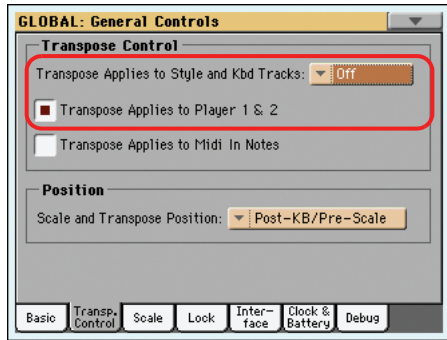 GLOBAL: General Controls
Transpose Control
Transpose Applies to Style and Kbd Tracks: Off
Transpose Applies to Player 1 & 2
Transpose Applies to Midi In Notes
Position
Scale and Transpose Position: Post-KB/Pre-Scale
Basic Transp. Control Scale Lock Inter-face Clock & Battery Debug